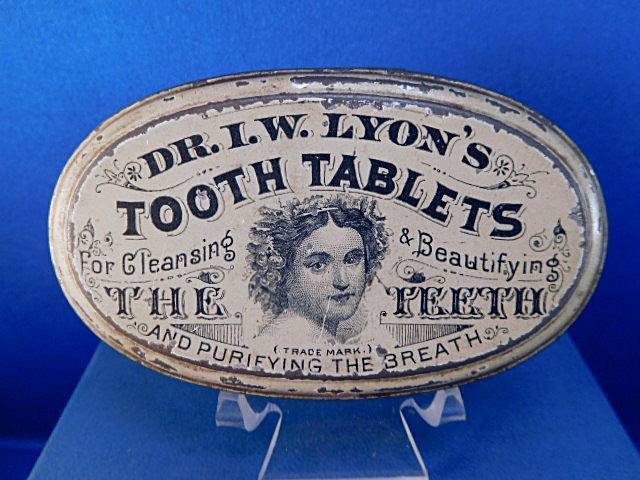 DR. I. W. LYON'S
TOOTH TABLETS
For Cleansing & Beautifying
THE TEETH
(TRADE MARK.)
AND PURIFYING THE BREATH